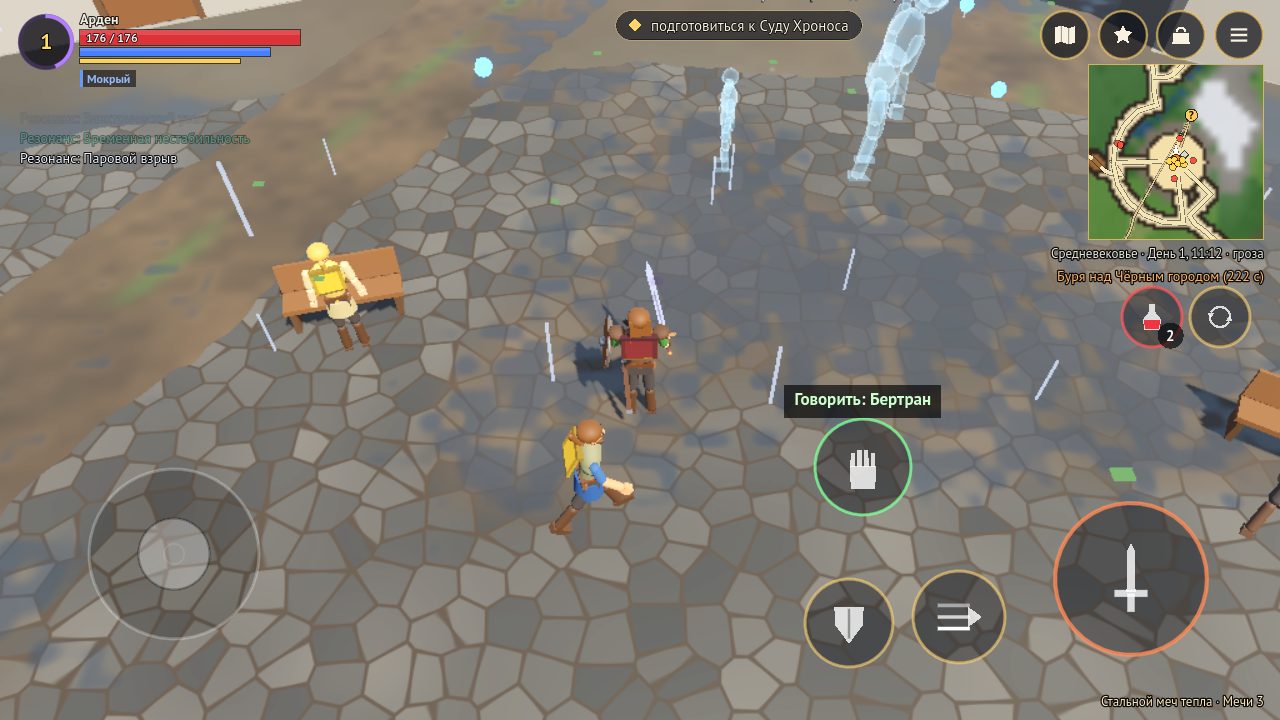 1
Арден
176 / 176
Мокрый
подготовиться к Суду Хроноса
Резонанс: Временная нестабильность
Резонанс: Паровой взрыв
?
Средневековье · День 1, 11:12 · гроза
Буря над Чёрным городом (222 с)
2
Говорить: Бертран
Стальной меч тепла · Мечи 3